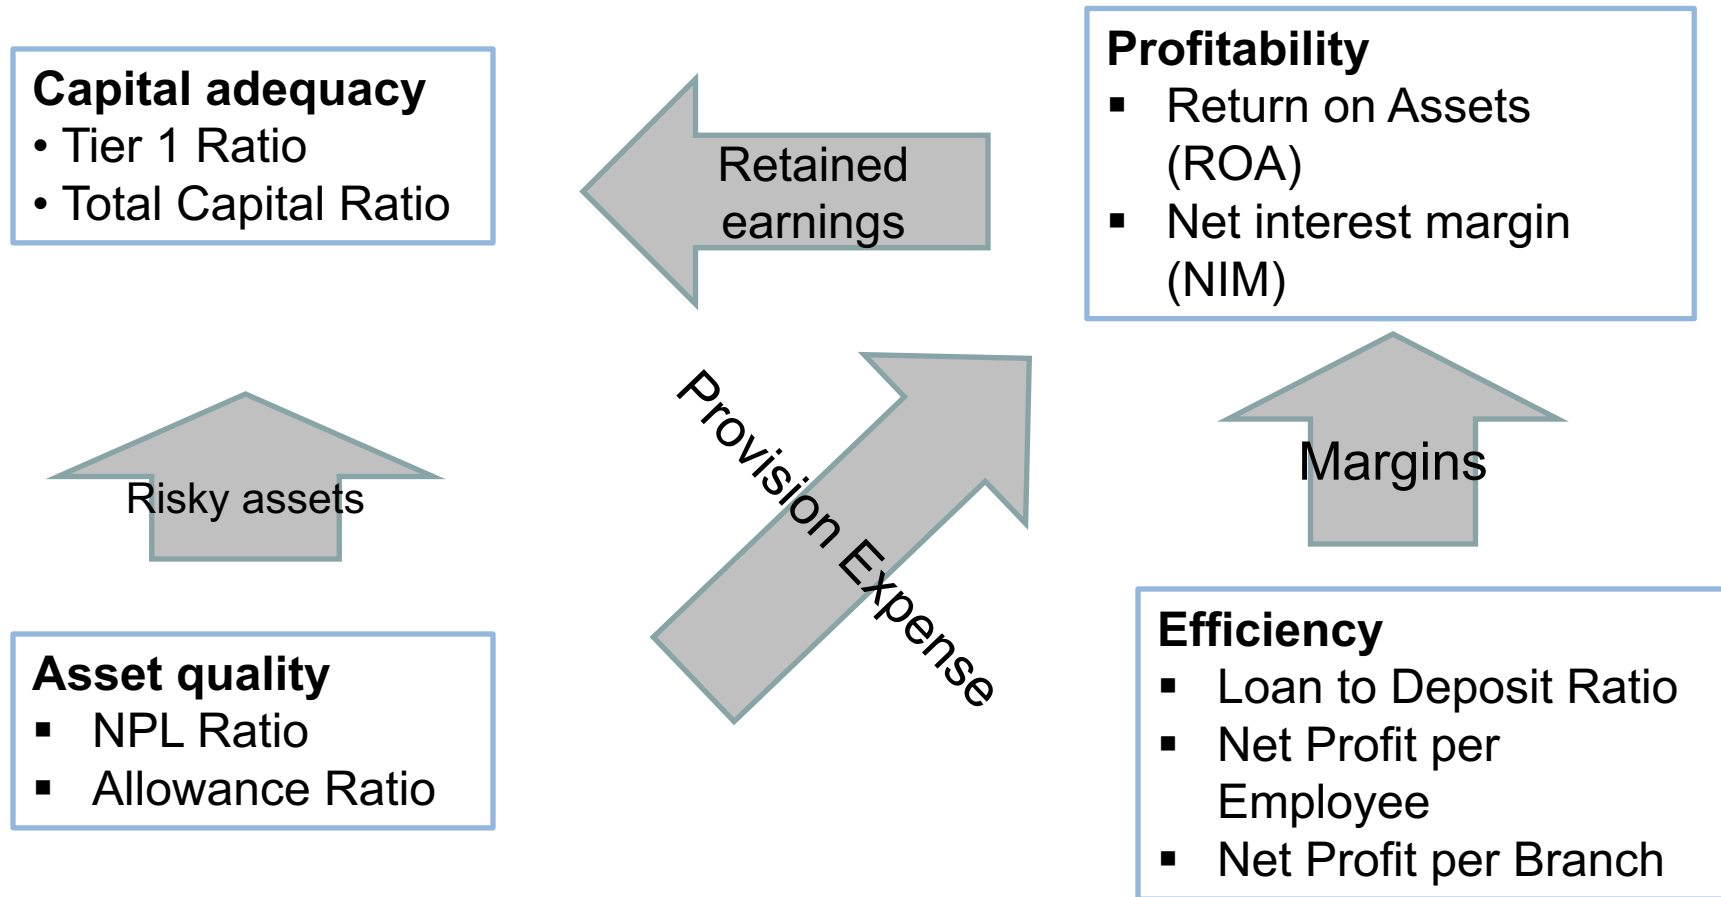 Capital adequacy
• Tier 1 Ratio
• Total Capital Ratio
Retained
earnings
Profitability
▪ Return on Assets
(ROA)
▪ Net interest margin
(NIM)
Risky assets
Provision Expense
Margins
Asset quality
▪ NPL Ratio
▪ Allowance Ratio
Efficiency
▪ Loan to Deposit Ratio
▪ Net Profit per
Employee
▪ Net Profit per Branch